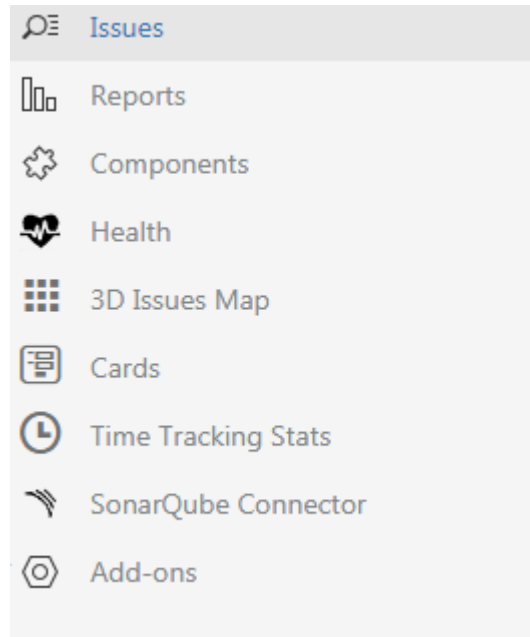 Issues
Reports
Components
Health
3D Issues Map
Cards
Time Tracking Stats
SonarQube Connector
Add-ons